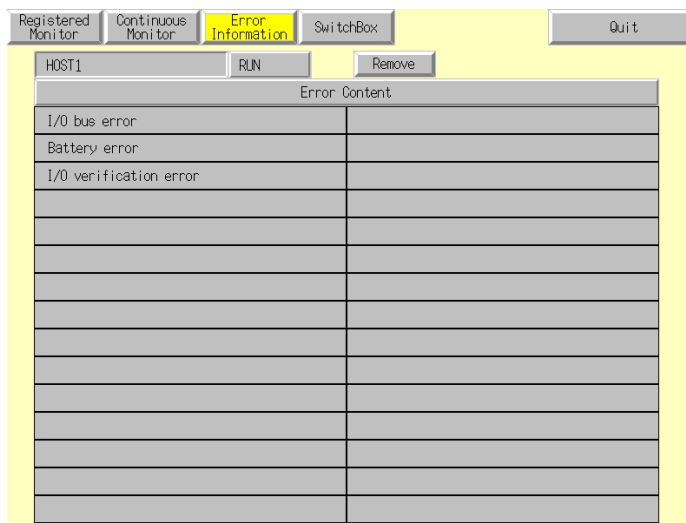 Registered
Monitor
Continuous
Monitor
Error
Information
SwitchBox
Quit
HOST1
RUN
Remove
Error Content
I/O bus error
Battery error
I/O verification error